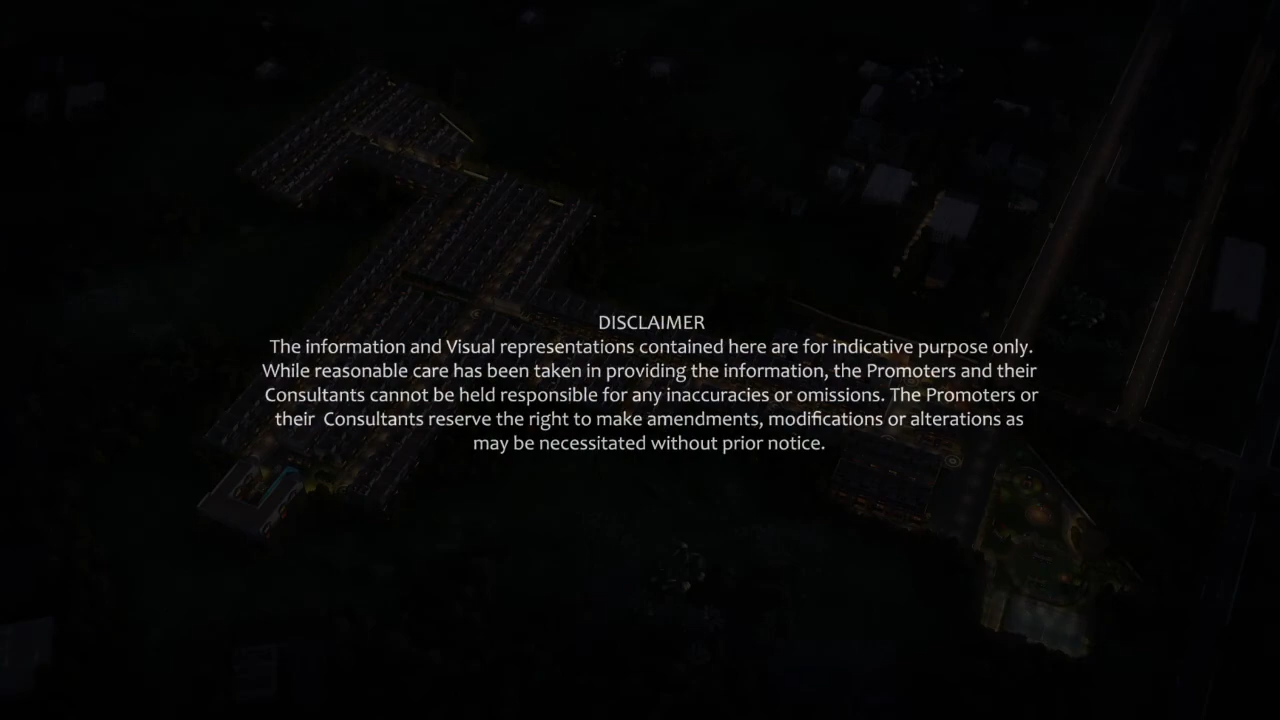 DISCLAIMER
The information and Visual representations contained here are for indicative purpose only.
While reasonable care has been taken in providing the information, the Promoters and their
Consultants cannot be held responsible for any inaccuracies or omissions. The Promoters or
their Consultants reserve the right to make amendments, modifications or alterations as
may be necessitated without prior notice.